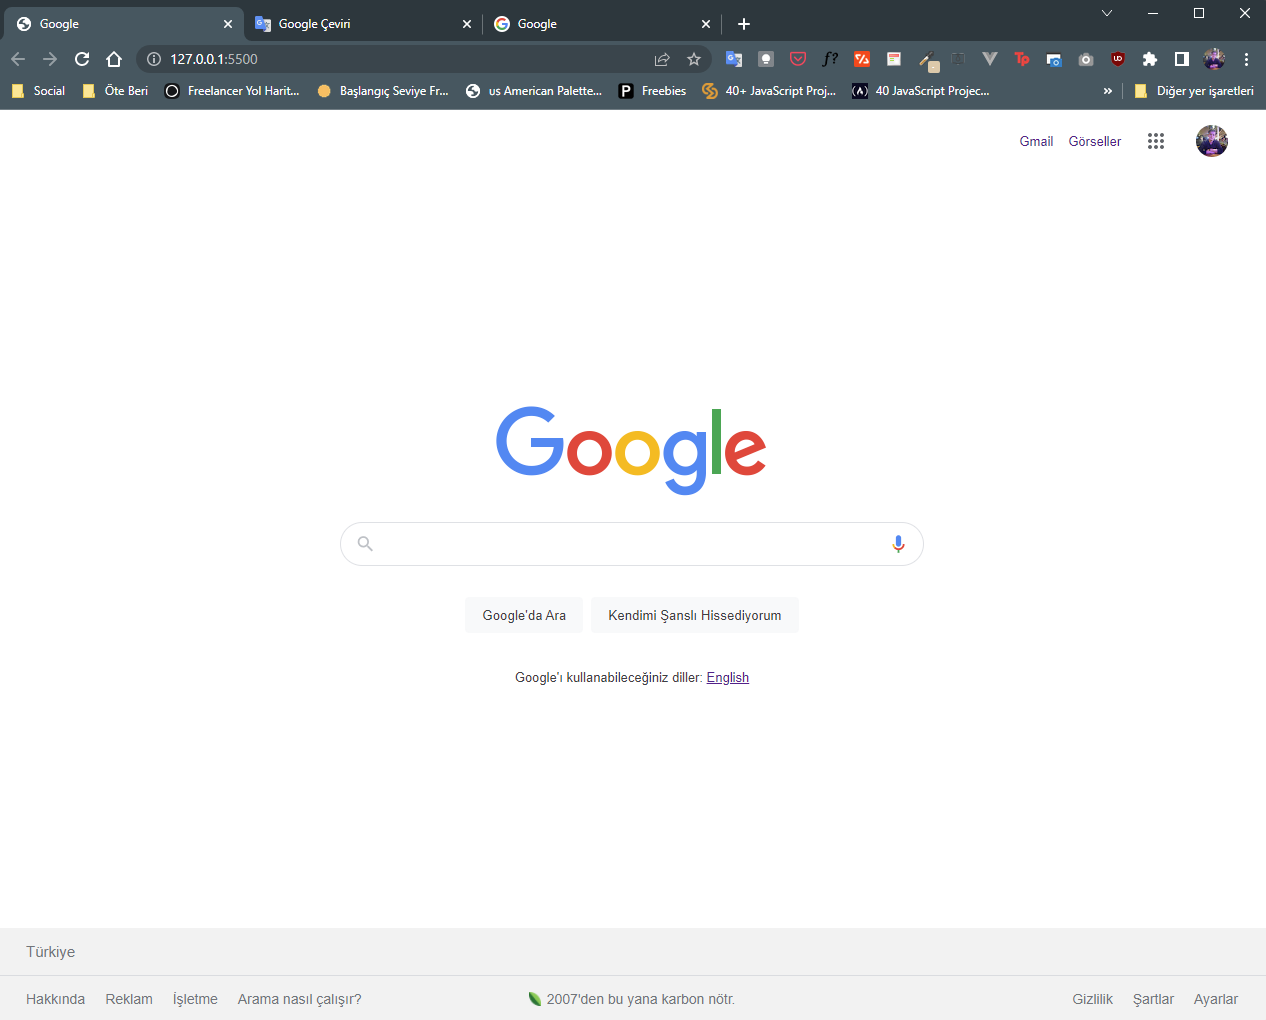 Google
Google Çeviri
Google
127.0.0.1:5500
Social
Öte Beri
Freelancer Yol Harit...
Başlangıç Seviye Fr...
us American Palette...
Freebies
40+ JavaScript Proj...
40 JavaScript Projec...
Diğer yer işaretleri
Gmail
Görseller
Google
Google'da Ara
Kendimi Şanslı Hissediyorum
Google'ı kullanabileceğiniz diller: English
Türkiye
Hakkında
Reklam
İşletme
Arama nasıl çalışır?
2007'den bu yana karbon nötr.
Gizlilik
Şartlar
Ayarlar